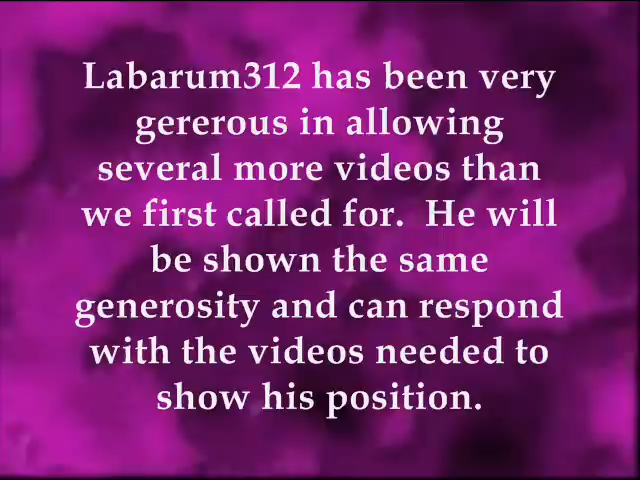 Labarum312 has been very
gererous in allowing
several more videos than
we first called for.  He will
be shown the same
generosity and can respond
with the videos needed to
show his position.